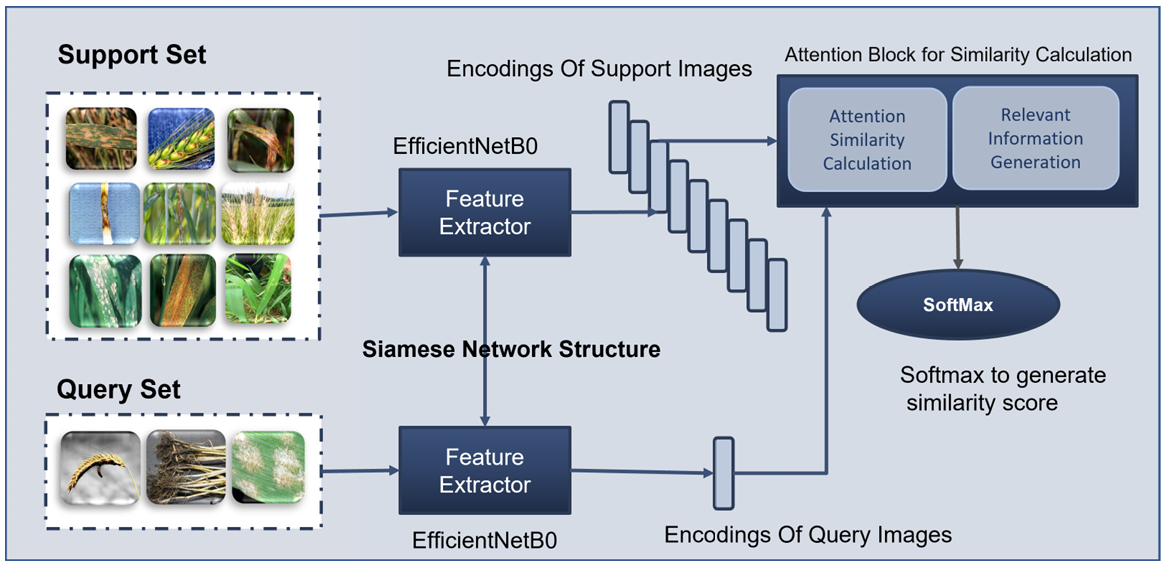 Support Set
Encodings Of Support Images
Attention Block for Similarity Calculation
EfficientNetB0
Feature
Extractor
Attention
Similarity
Calculation
Relevant
Information
Generation
SoftMax
Siamese Network Structure
Softmax to generate
similarity score
Query Set
Feature
Extractor
EfficientNetB0
Encodings Of Query Images